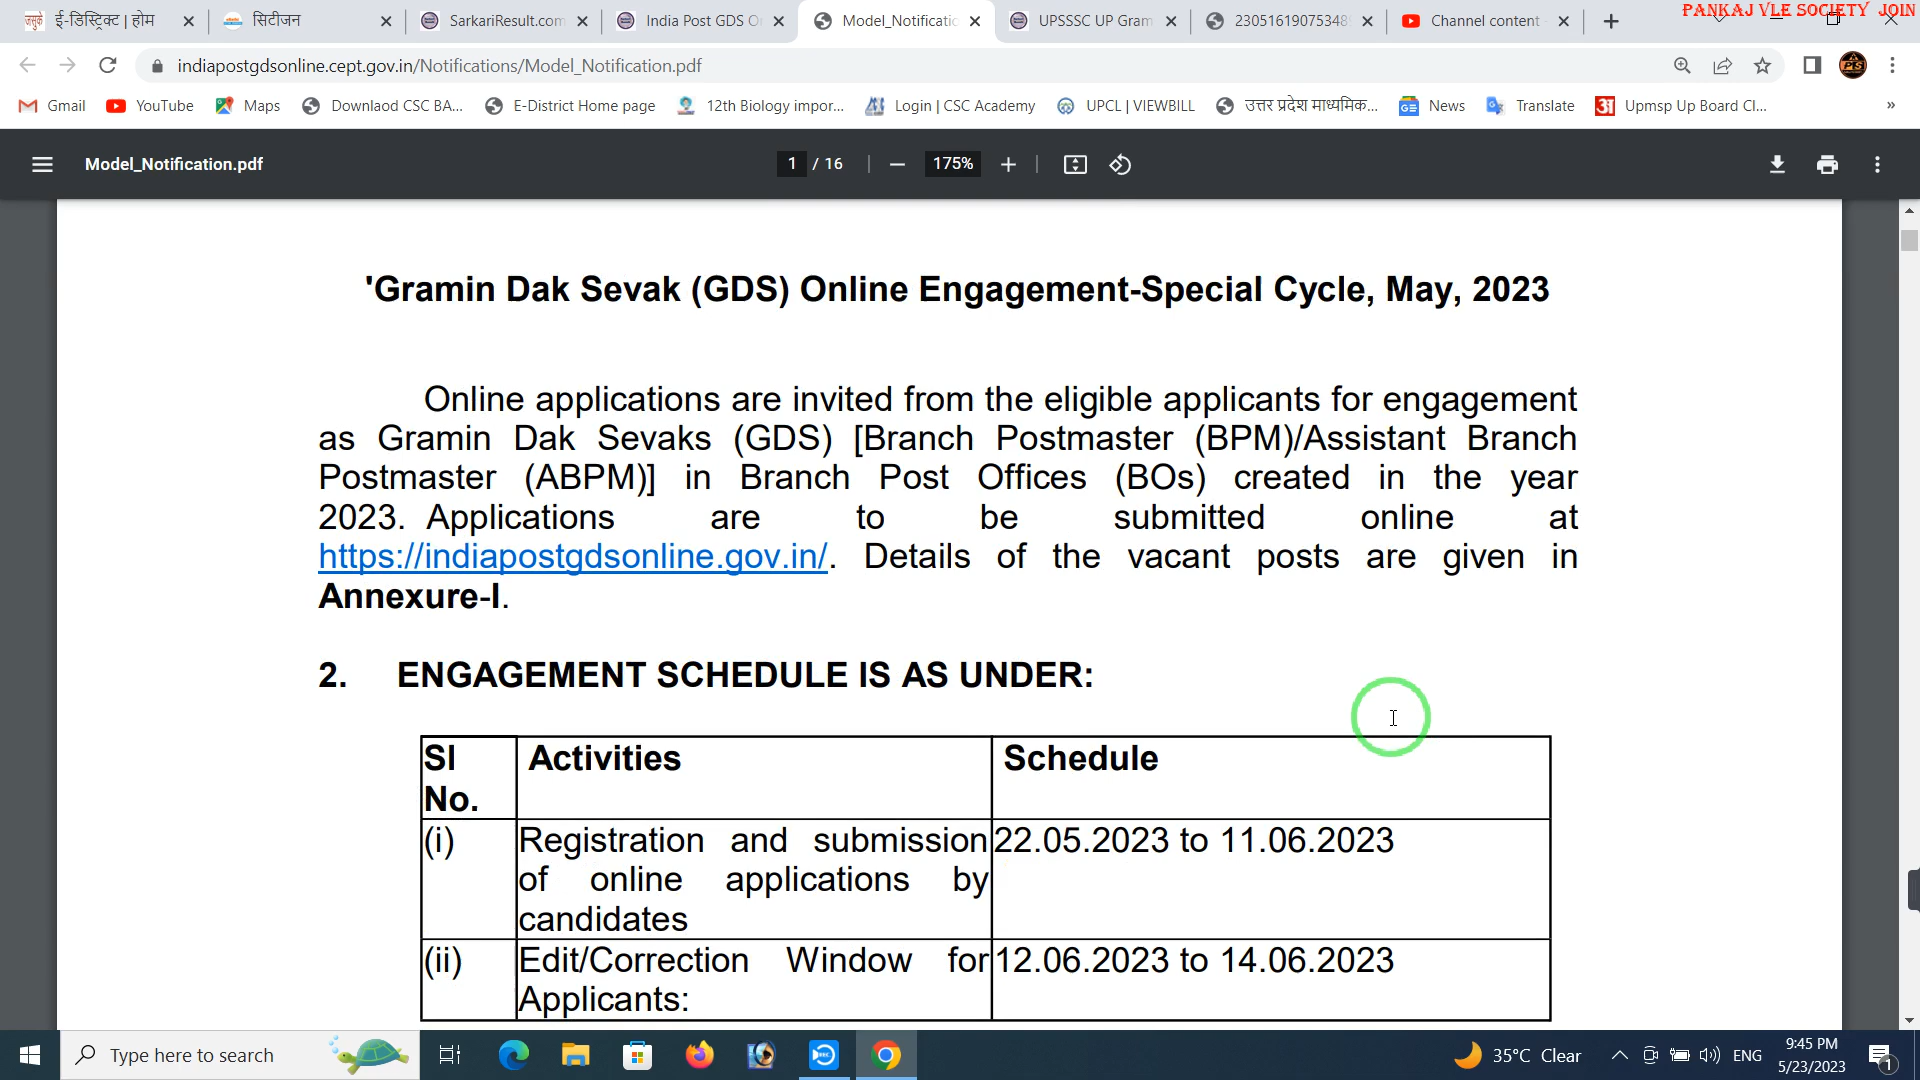 PANKAJ VLE SOCIETY JOIN
ई-डिस्ट्रिक्ट | होम
सिटीजन
SarkariResult.com
India Post GDS O
Model_Notificatio
UPSSSC UP Gram
Channel content
indiapostgdsonline.cept.gov.in/Notifications/Model_Notification.pdf
Gmail
YouTube
Maps
Downlaod CSC BA...
E-District Home page
12th Biology impor...
Login | CSC Academy
UPCL | VIEWBILL
उत्तर प्रदेश माध्यमिक...
News
Translate
Upmsp Up Board Cl...
»
Model_Notification.pdf
1 / 16
175%
'Gramin Dak Sevak (GDS) Online Engagement-Special Cycle, May, 2023
Online applications are invited from the eligible applicants for engagement
as Gramin Dak Sevaks (GDS) [Branch Postmaster (BPM)/Assistant Branch
Postmaster (ABPM)] in Branch Post Offices (BOs) created in the year
2023. Applications are to be submitted online at
https://indiapostgdsonline.gov.in/. Details of the vacant posts are given in
Annexure-I.
2. ENGAGEMENT SCHEDULE IS AS UNDER:
Sl
No.
Activities
Schedule
(i)
Registration and submission
of online applications by
candidates
22.05.2023 to 11.06.2023
(ii)
Edit/Correction Window for
Applicants:
12.06.2023 to 14.06.2023
Type here to search
35°C Clear
ENG
9:45 PM
5/23/2023
1